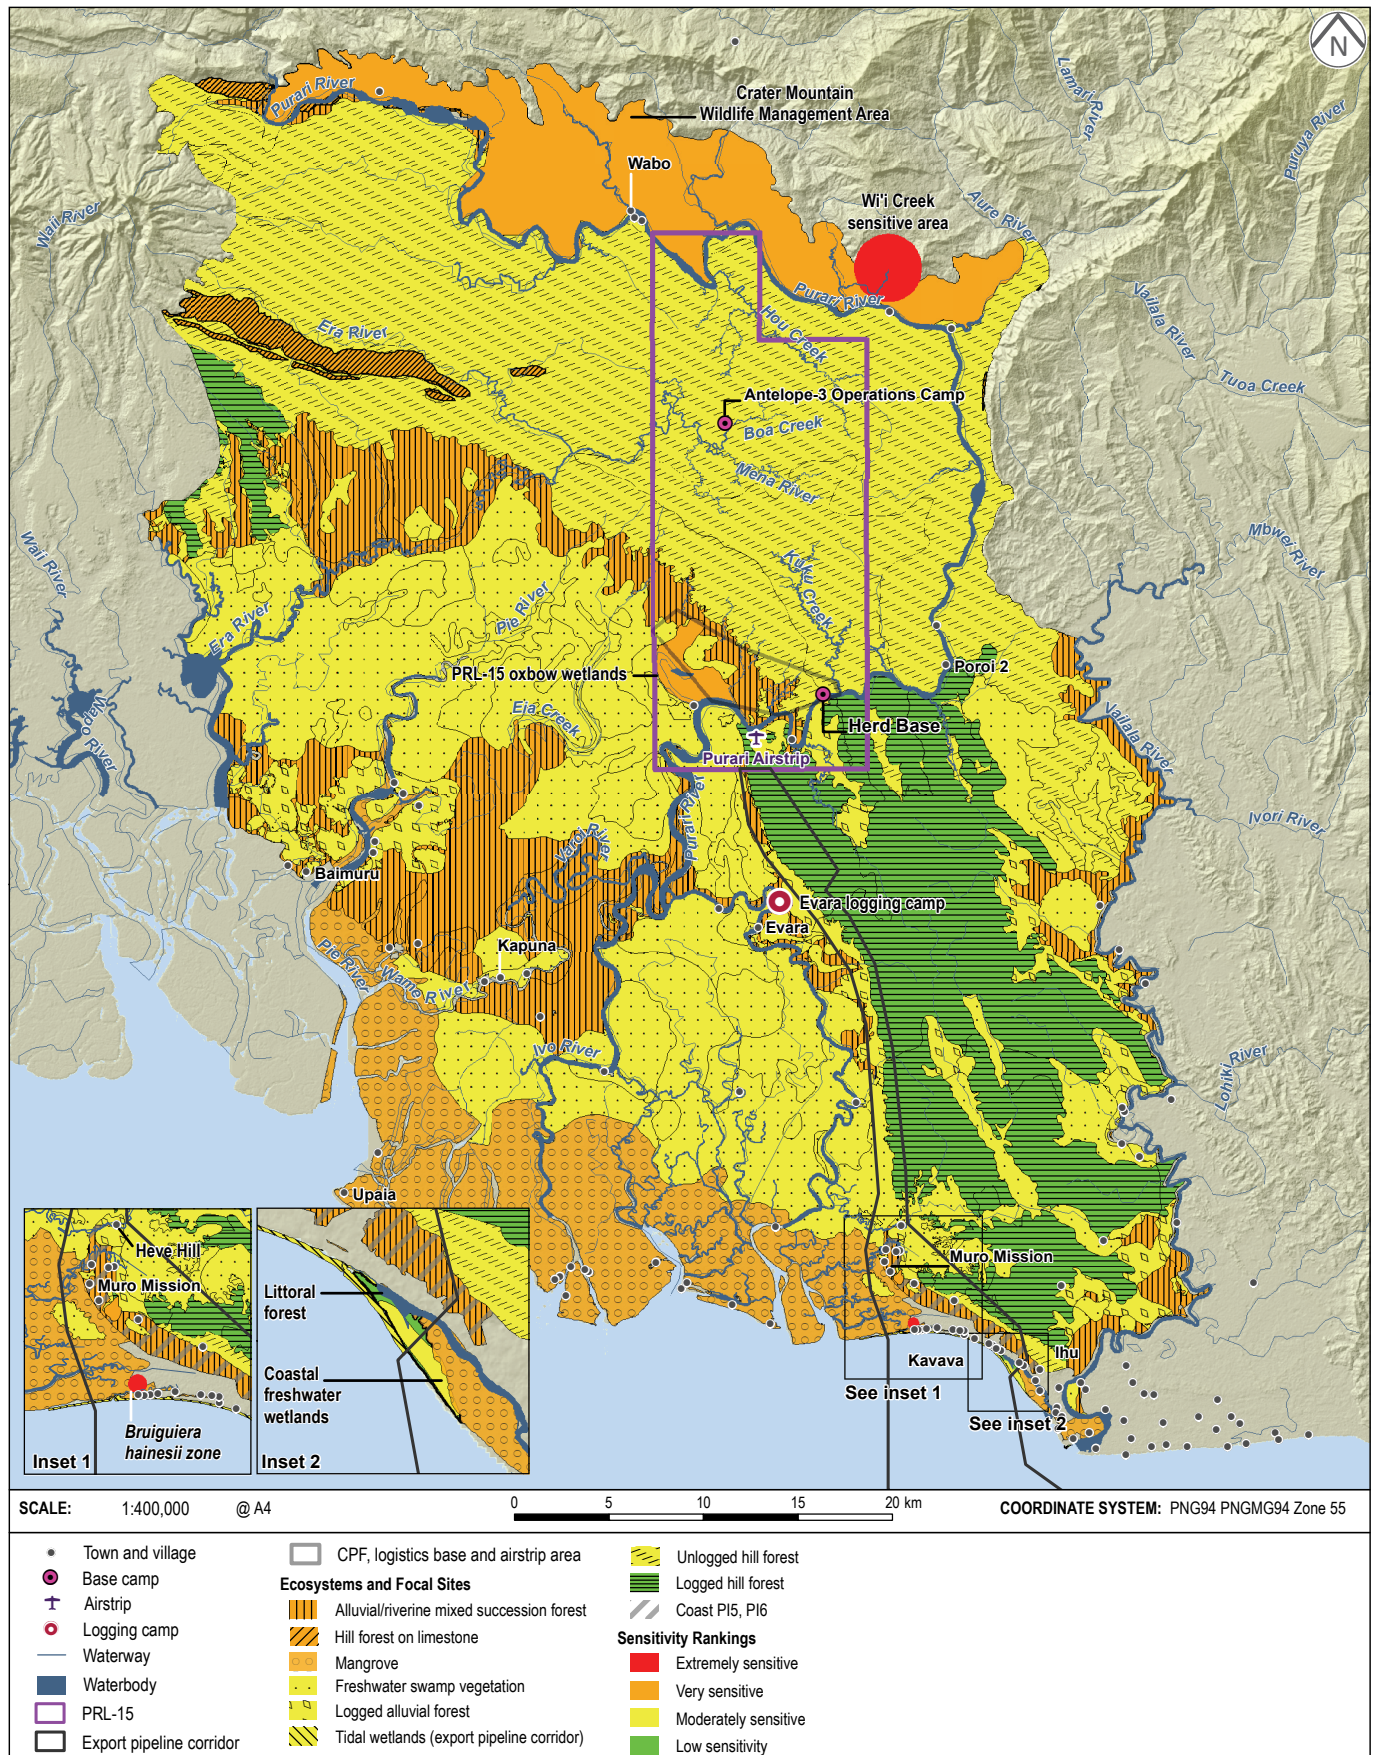 N
Lamari River
Puruya River
Purari River
Crater Mountain
Wildlife Management Area
Wabo
Wi'i Creek
sensitive area
Aure River
Waii River
Purari River
Vailala River
Hou Creek
Era River
Tuoa Creek
Antelope-3 Operations Camp
Boa Creek
Mena River
Mbwei River
Waii River
Kuku Creek
Pie River
Era River
Poroi 2
PRL-15 oxbow wetlands
Wapo River
Eia Creek
Herd Base
Vailala River
Purari Airstrip
Purari River
Ivori River
Varoi River
Baimuru
Evara logging camp
Evara
Kapuna
Pie River
Wame River
Ivo River
Lohiki River
Upaia
Heve Hill
Muro Mission
Muro Mission
Littoral
forest
Kavava
Ihu
Coastal
freshwater
wetlands
See inset 1
See inset 2
Bruiguiera
hainesii zone
Inset 1
Inset 2
SCALE: 1:400,000 @ A4
0 5 10 15 20 km
COORDINATE SYSTEM: PNG94 PNGMG94 Zone 55
Town and village
Base camp
Airstrip
Logging camp
Waterway
Waterbody
PRL-15
Export pipeline corridor
CPF, logistics base and airstrip area
Ecosystems and Focal Sites
Alluvial/riverine mixed succession forest
Hill forest on limestone
Mangrove
Freshwater swamp vegetation
Logged alluvial forest
Tidal wetlands (export pipeline corridor)
Unlogged hill forest
Logged hill forest
Coast PI5, PI6
Sensitivity Rankings
Extremely sensitive
Very sensitive
Moderately sensitive
Low sensitivity